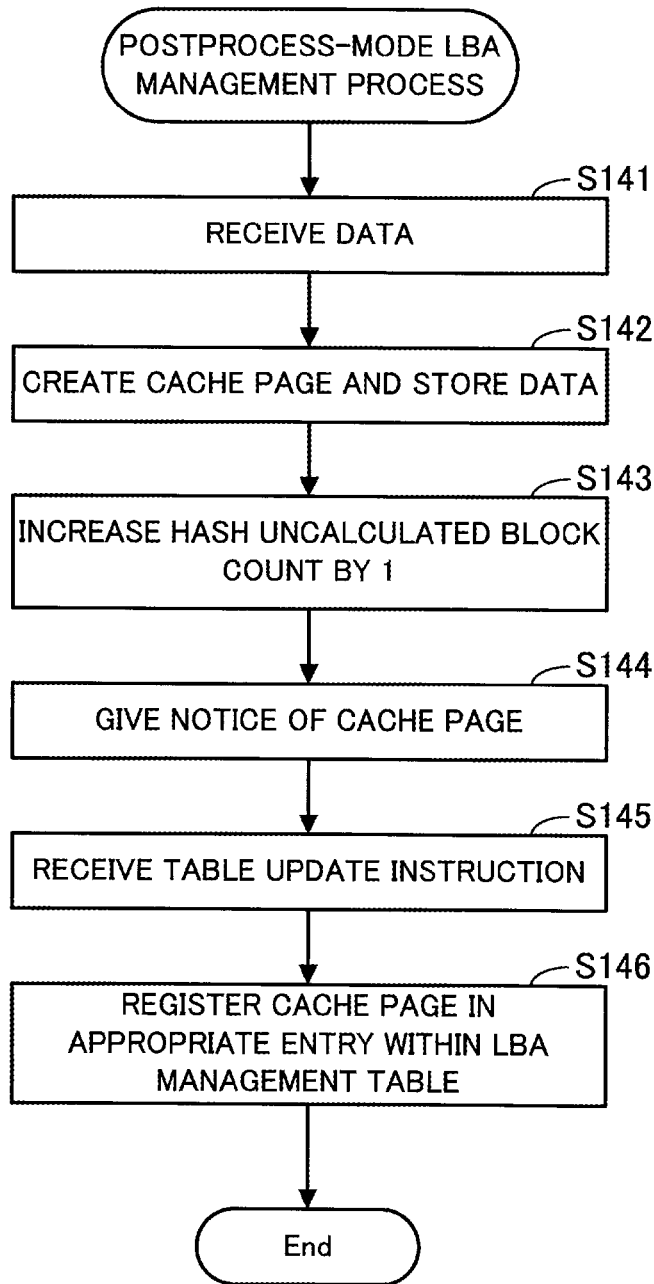 POSTPROCESS-MODE LBA
MANAGEMENT PROCESS
S141
RECEIVE DATA
S142
CREATE CACHE PAGE AND STORE DATA
S143
INCREASE HASH UNCALCULATED BLOCK
COUNT BY 1
S144
GIVE NOTICE OF CACHE PAGE
S145
RECEIVE TABLE UPDATE INSTRUCTION
S146
REGISTER CACHE PAGE IN
APPROPRIATE ENTRY WITHIN LBA
MANAGEMENT TABLE
End